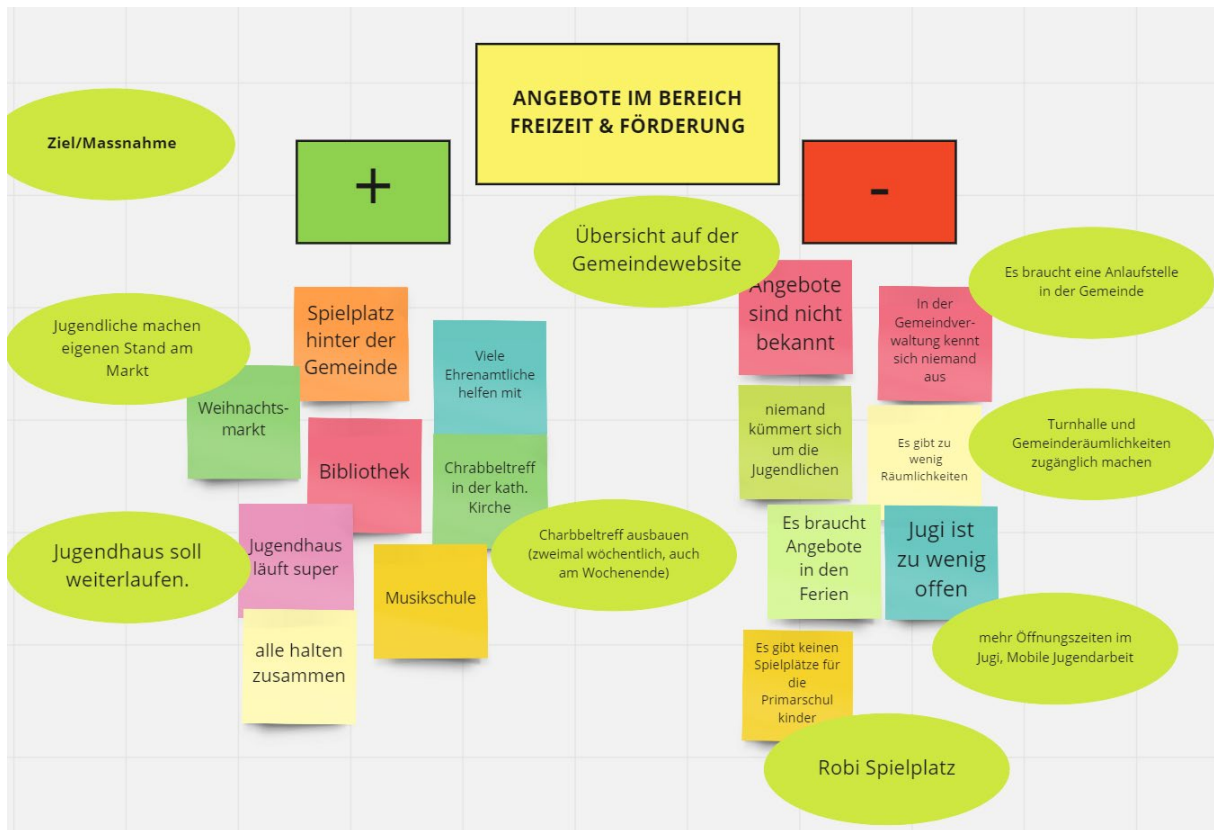 ANGEBOTE IM BEREICH
FREIZEIT & FÖRDERUNG
Ziel/Massnahme
+
-
Übersicht auf der
Gemeindewebsite
Jugendliche machen
eigenen Stand am
Markt
Spielplatz
hinter der
Gemeinde
Viele
Ehrenamtliche
helfen mit
Weihnachts-
markt
Bibliothek
Chrabbeltreff
in der kath.
Kirche
Jugendhaus soll
weiterlaufen.
Jugendhaus
läuft super
Musikschule
Charbbeltreff ausbauen
(zweimal wöchentlich, auch
am Wochenende)
alle halten
zusammen
Angebote
sind nicht
bekannt
In der
Gemeindver-
waltung kennt
sich niemand
aus
Es braucht eine Anlaufstelle
in der Gemeinde
niemand
kümmert sich
um die
Jugendlichen
Es gibt zu
wenig
Räumlichkeiten
Turnhalle und
Gemeinderäumlichkeiten
zugänglich machen
Es braucht
Angebote
in den
Ferien
Jugi ist
zu wenig
offen
mehr Öffnungszeiten im
Jugi, Mobile Jugendarbeit
Es gibt keinen
Spielplätze für
die
Primarschul
kinder
Robi Spielplatz